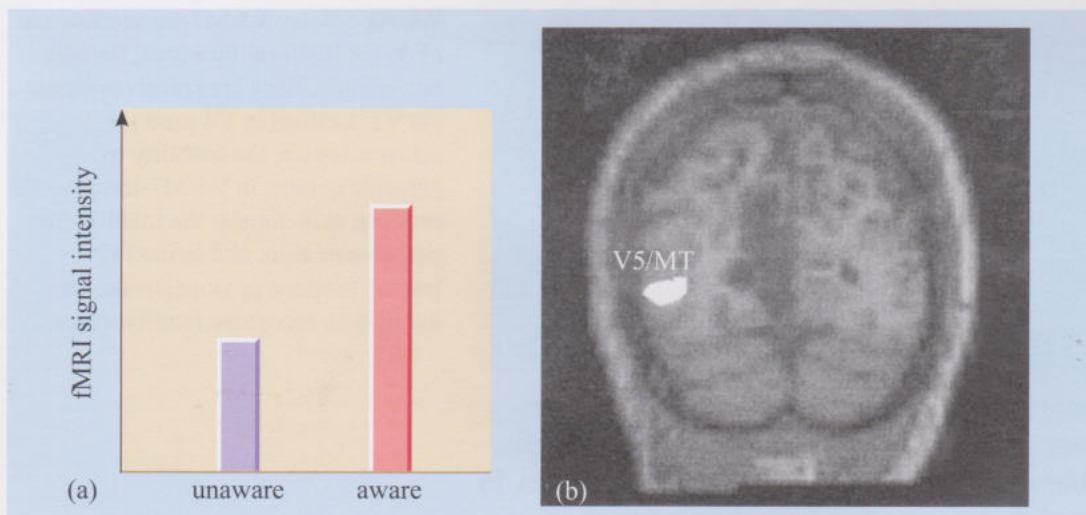 fMRI signal intensity
unaware
aware
(a)
V5/MT
(b)